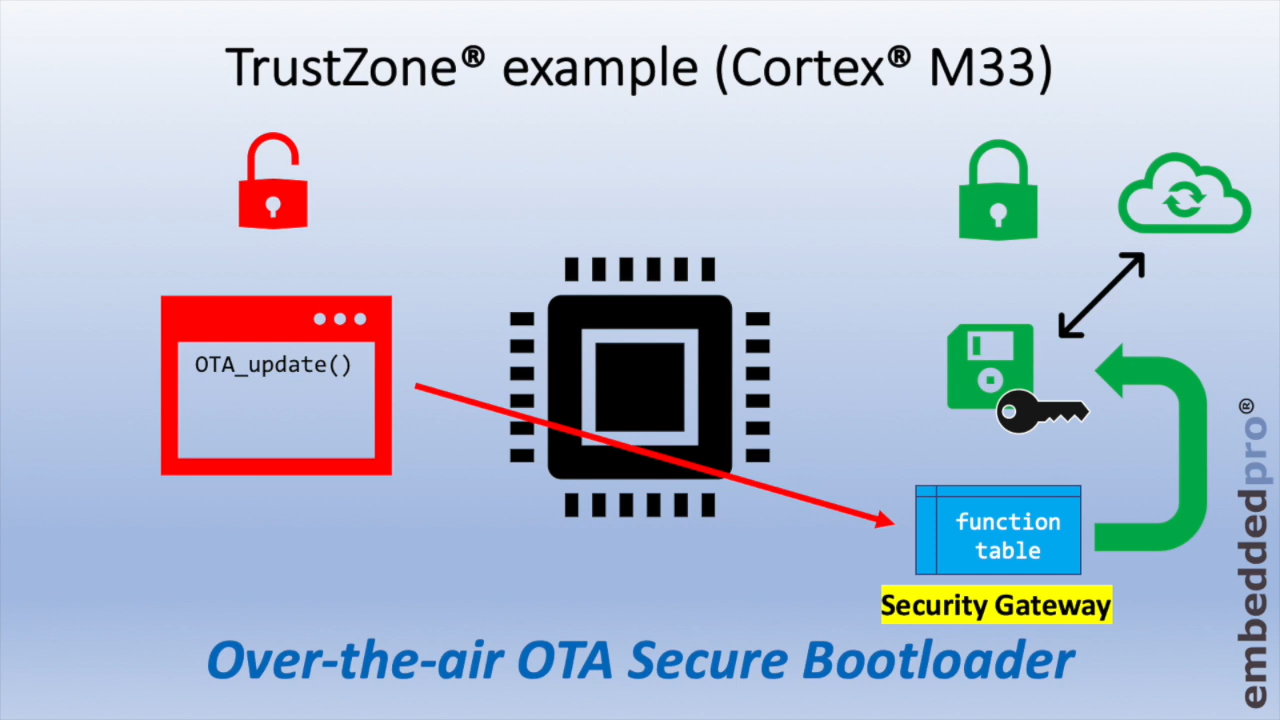 TrustZone® example (Cortex® M33)
OTA_update()
function
table
Security Gateway
Over-the-air OTA Secure Bootloader
embeddedpro®